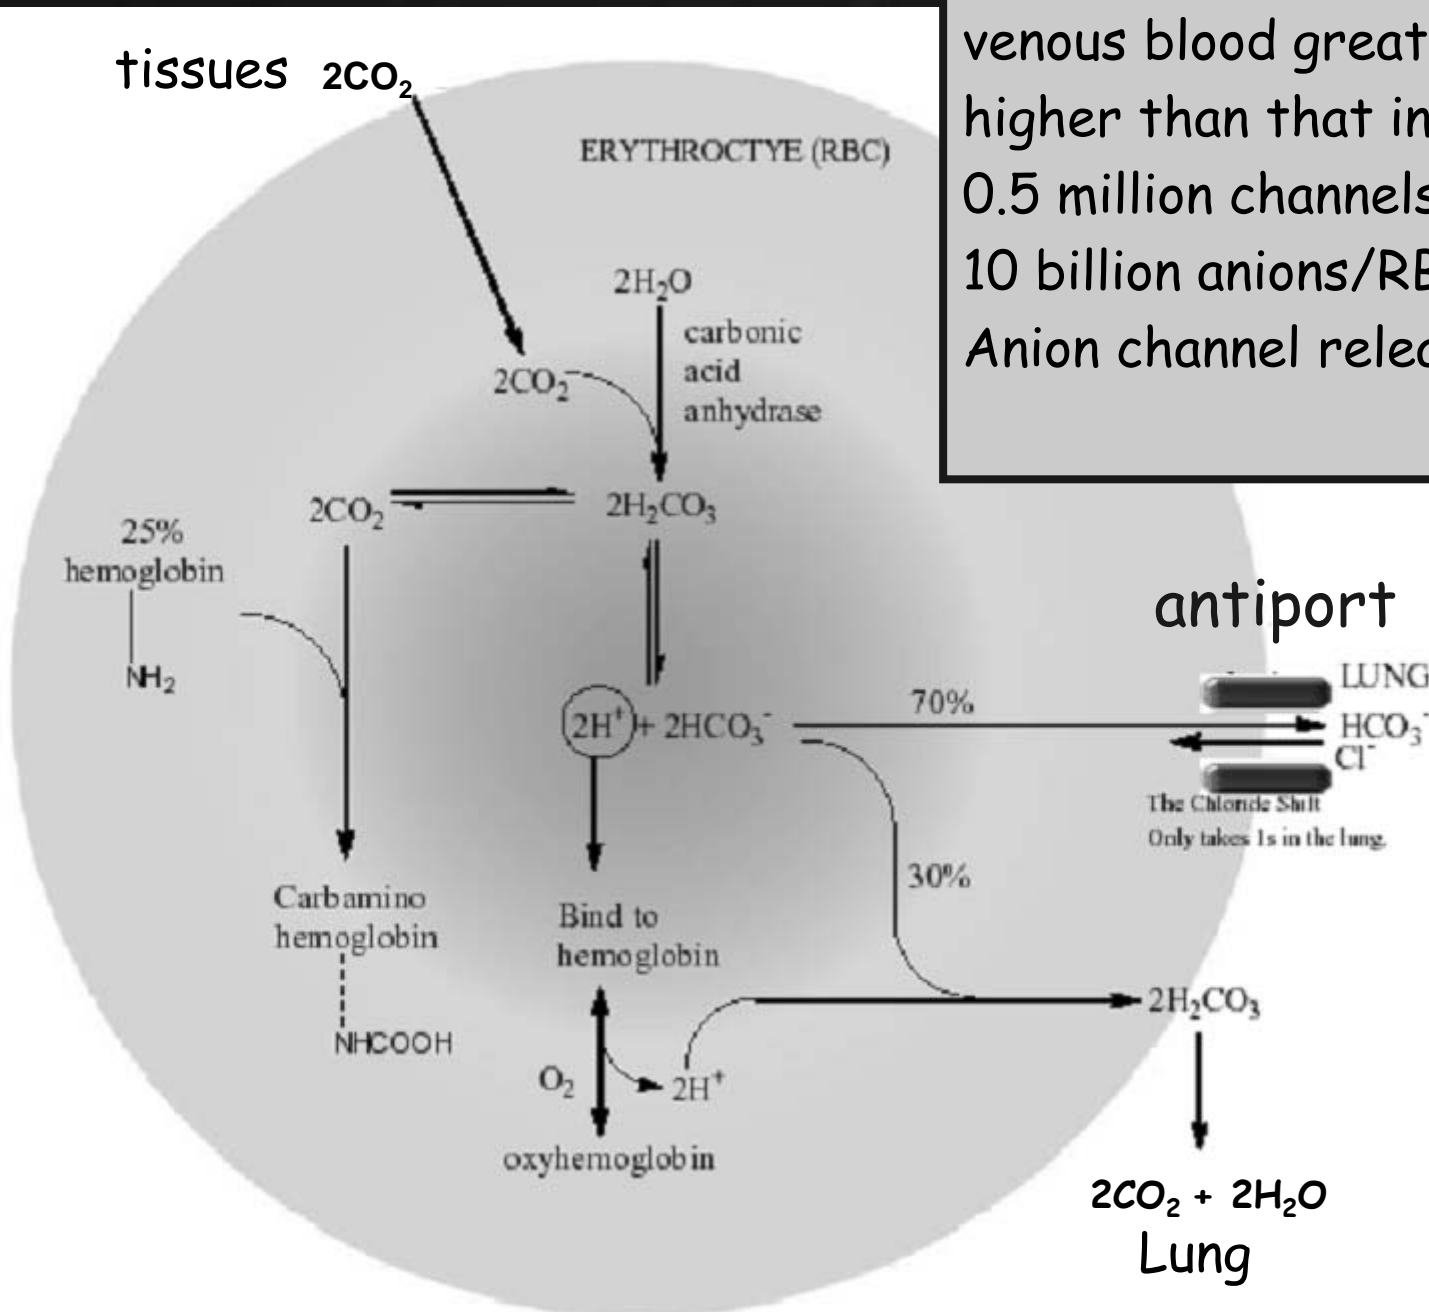 venous blood great
higher than that in
0.5 million channels
10 billion anions/RB
Anion channel relea
tissues 2CO₂
ERYTHROCTYE (RBC)
2H₂O
carbonic
acid
anhydrase
2CO₂
2CO₂
2H₂CO₃
25%
hemoglobin
NH₂
antiport
LUNG
70%
2H⁺ + 2HCO₃⁻
HCO₃⁻
Cl⁻
The Chloride Shift
Only takes 1s in the lung.
30%
Carbamino
hemoglobin
Bind to
hemoglobin
NHCOOH
2H₂CO₃
O₂
2H⁺
oxyhemoglobin
2CO₂ + 2H₂O
Lung